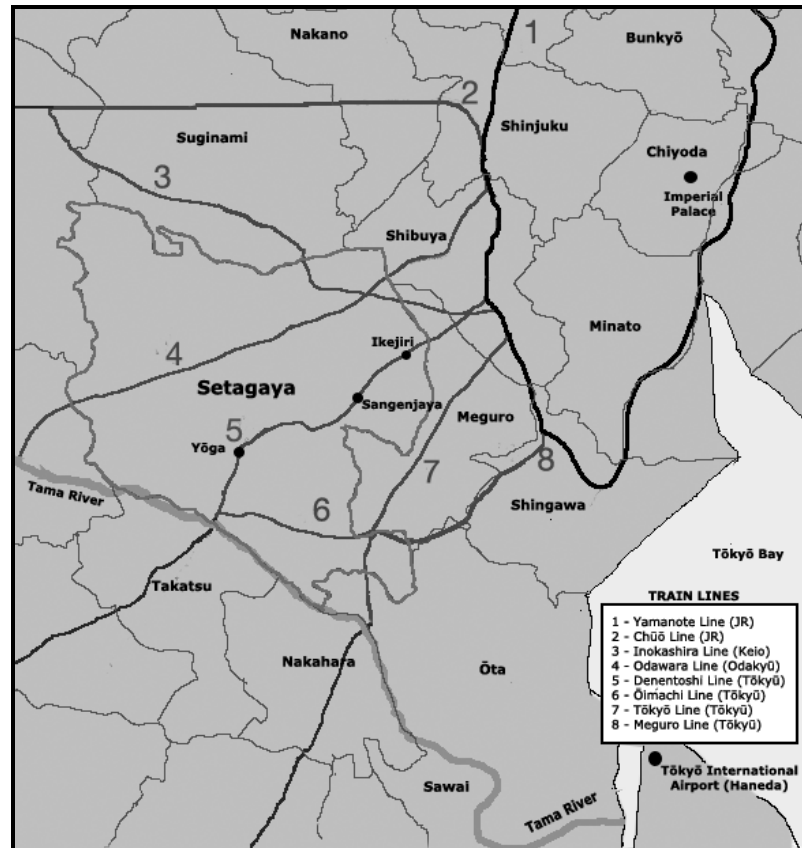 Nakano
1
Bunkyō
2
Shinjuku
Suginami
Chiyoda
3
Imperial
Palace
Shibuya
Minato
Ikejiri
4
Setagaya
Sangenjaya
Meguro
5
Yōga
7
8
Tama River
6
Shingawa
Tōkyō Bay
Takatsu
TRAIN LINES
1 - Yamanote Line (JR)
2 - Chūō Line (JR)
3 - Inokashira Line (Keio)
4 - Odawara Line (Odakyū)
5 - Denentoshi Line (Tōkyū)
6 - Ōimachi Line (Tōkyū)
7 - Tōkyō Line (Tōkyū)
8 - Meguro Line (Tōkyū)
Nakahara
Ōta
Tōkyō International
Airport (Haneda)
Sawai
Tama River